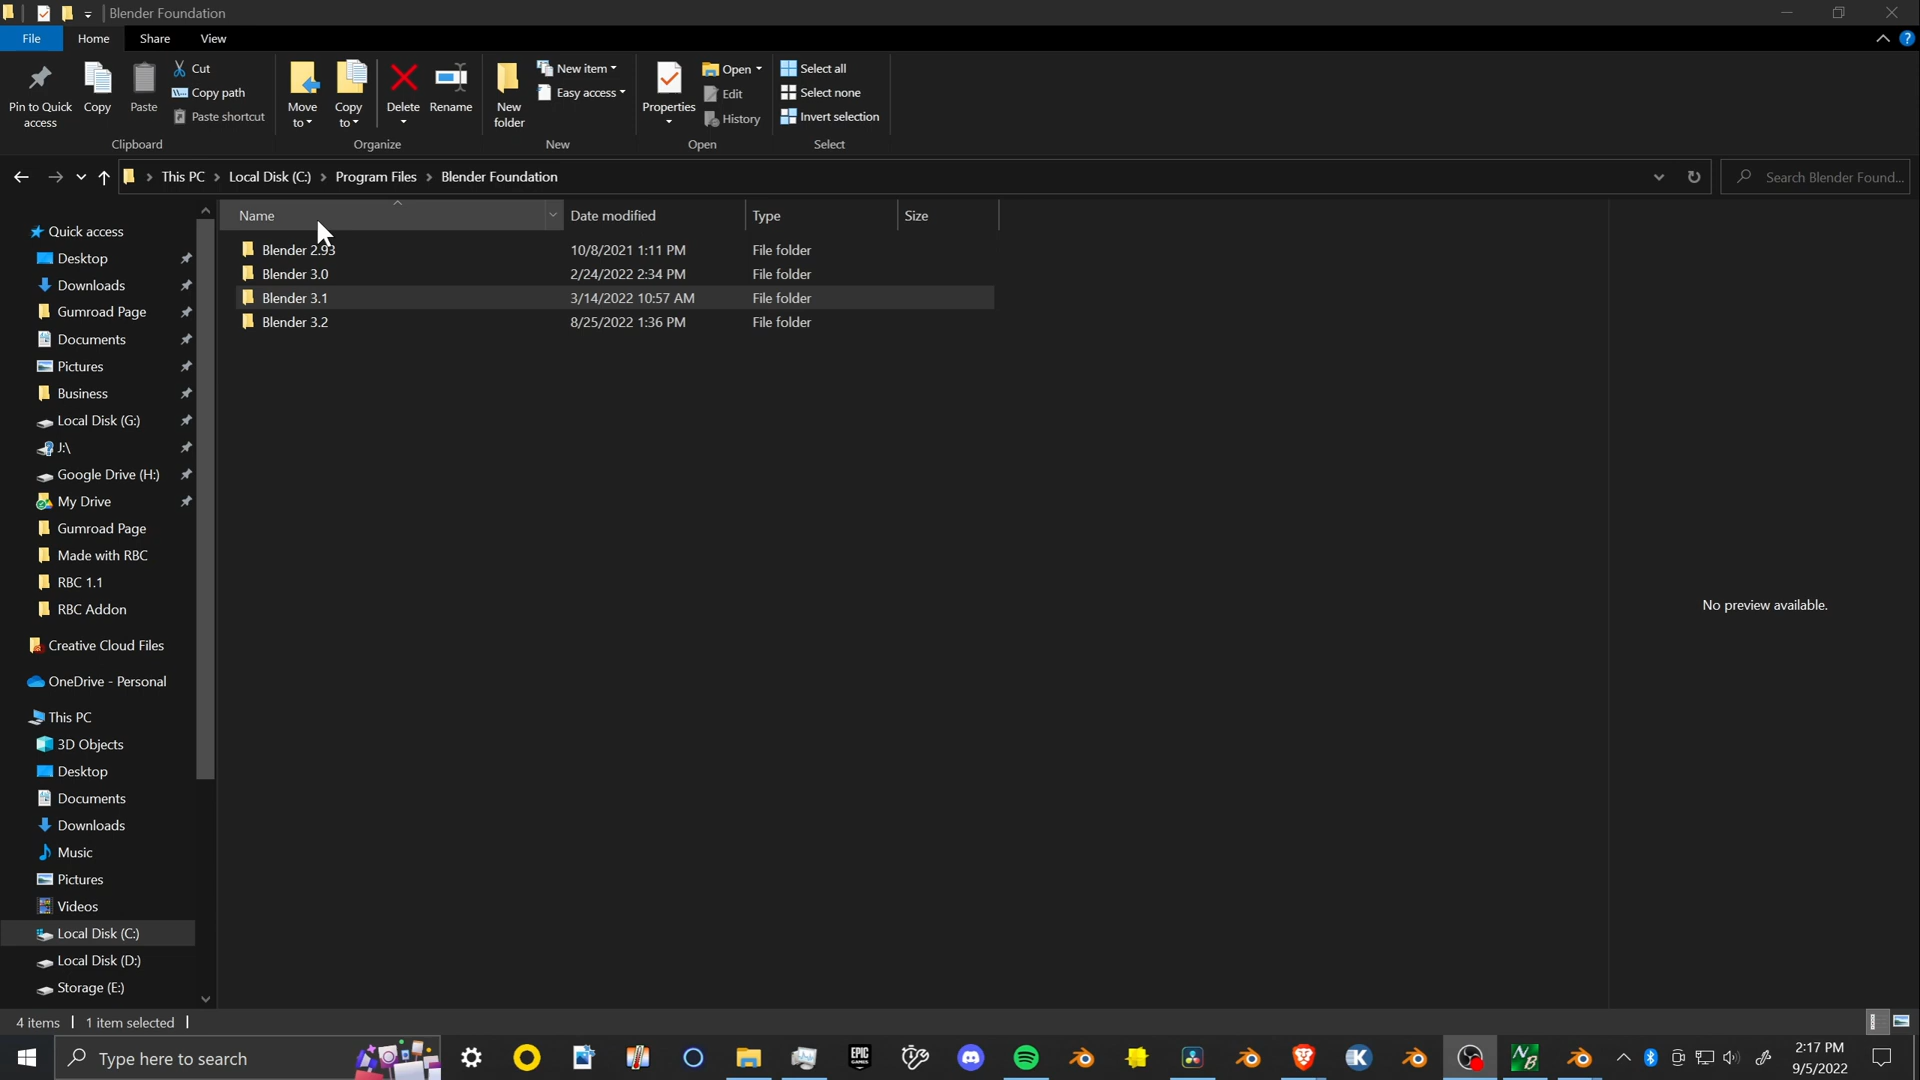 Blender Foundation
File Home Share View
Pin to Quick access
Copy
Paste
Cut
Copy path
Paste shortcut
Clipboard
Move to
Copy to
Delete
Rename
Organize
New folder
New item
Easy access
New
Properties
Open
Edit
History
Open
Select all
Select none
Invert selection
Select
This PC Local Disk (C:) Program Files Blender Foundation
Search Blender Found...
Name Date modified Type Size
Blender 2.93 10/8/2021 1:11 PM File folder
Blender 3.0 2/24/2022 2:34 PM File folder
Blender 3.1 3/14/2022 10:57 AM File folder
Blender 3.2 8/25/2022 1:36 PM File folder
Quick access
Desktop
Downloads
Gumroad Page
Documents
Pictures
Business
Local Disk (G:)
J:\
Google Drive (H:)
My Drive
Gumroad Page
Made with RBC
RBC 1.1
RBC Addon
Creative Cloud Files
OneDrive - Personal
This PC
3D Objects
Desktop
Documents
Downloads
Music
Pictures
Videos
Local Disk (C:)
Local Disk (D:)
Storage (E:)
No preview available.
4 items 1 item selected
Type here to search
EPIC GAMES
K
NB
2:17 PM
9/5/2022